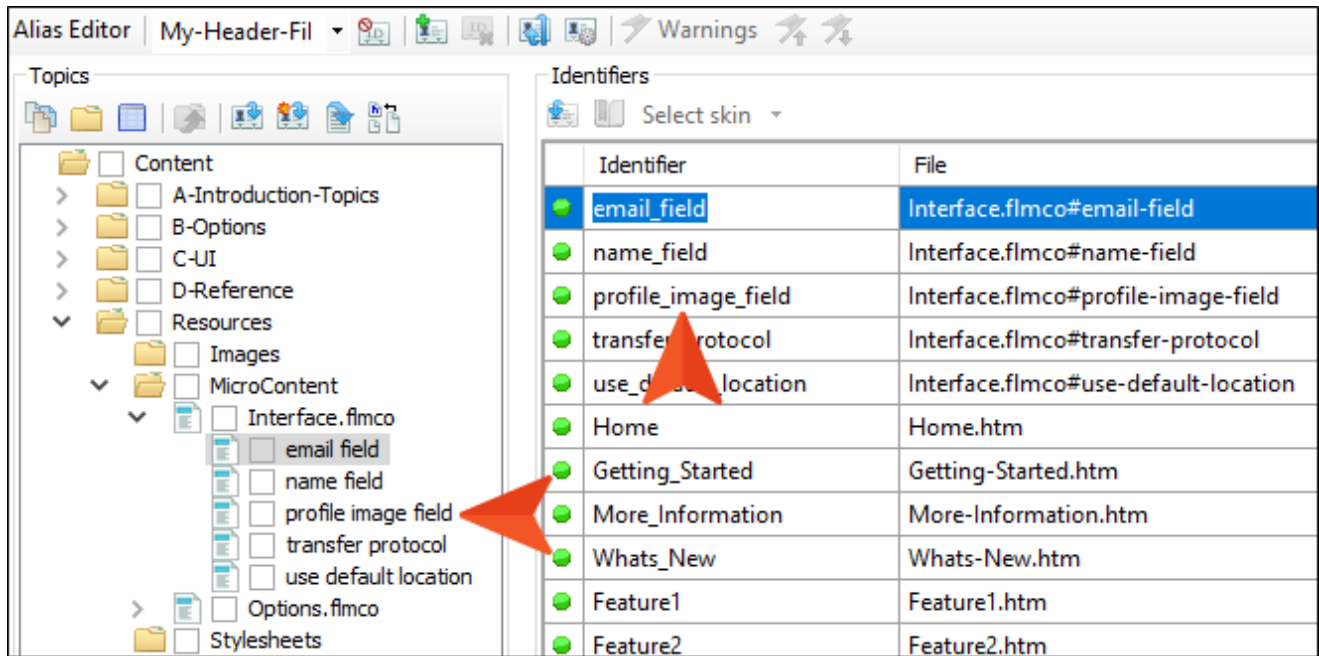 Alias Editor My-Header-Fil Warnings
Topics
Content
A-Introduction-Topics
B-Options
C-UI
D-Reference
Resources
Images
MicroContent
Interface.flmco
email field
name field
profile image field
transfer protocol
use default location
Options.flmco
Stylesheets
Identifiers
Select skin
Identifier File
email_field Interface.flmco#email-field
name_field Interface.flmco#name-field
profile_image_field Interface.flmco#profile-image-field
Interface.flmco#transfer-protocol
Interface.flmco#use-default-location
Home Home.htm
Getting_Started Getting-Started.htm
More_Information More-Information.htm
Whats_New Whats-New.htm
Feature1 Feature1.htm
Feature2 Feature2.htm